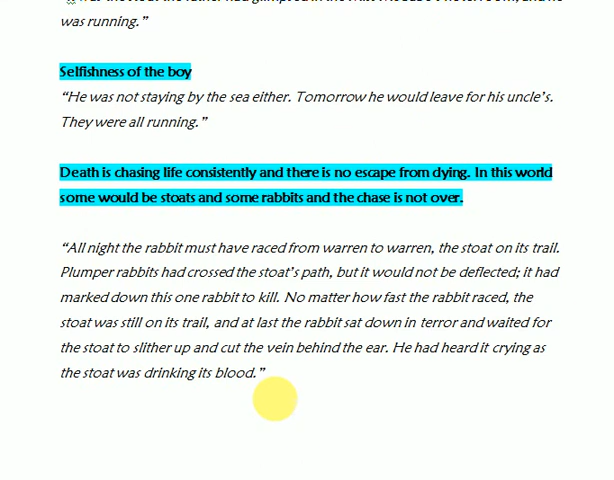 was running.”
Selfishness of the boy
“He was not staying by the sea either. Tomorrow he would leave for his uncle’s.
They were all running.”
Death is chasing life consistently and there is no escape from dying. In this world
some would be stoats and some rabbits and the chase is not over.
“All night the rabbit must have raced from warren to warren, the stoat on its trail.
Plumper rabbits had crossed the stoat’s path, but it would not be deflected; it had
marked down this one rabbit to kill. No matter how fast the rabbit raced, the
stoat was still on its trail, and at last the rabbit sat down in terror and waited for
the stoat to slither up and cut the vein behind the ear. He had heard it crying as
the stoat was drinking its blood.”